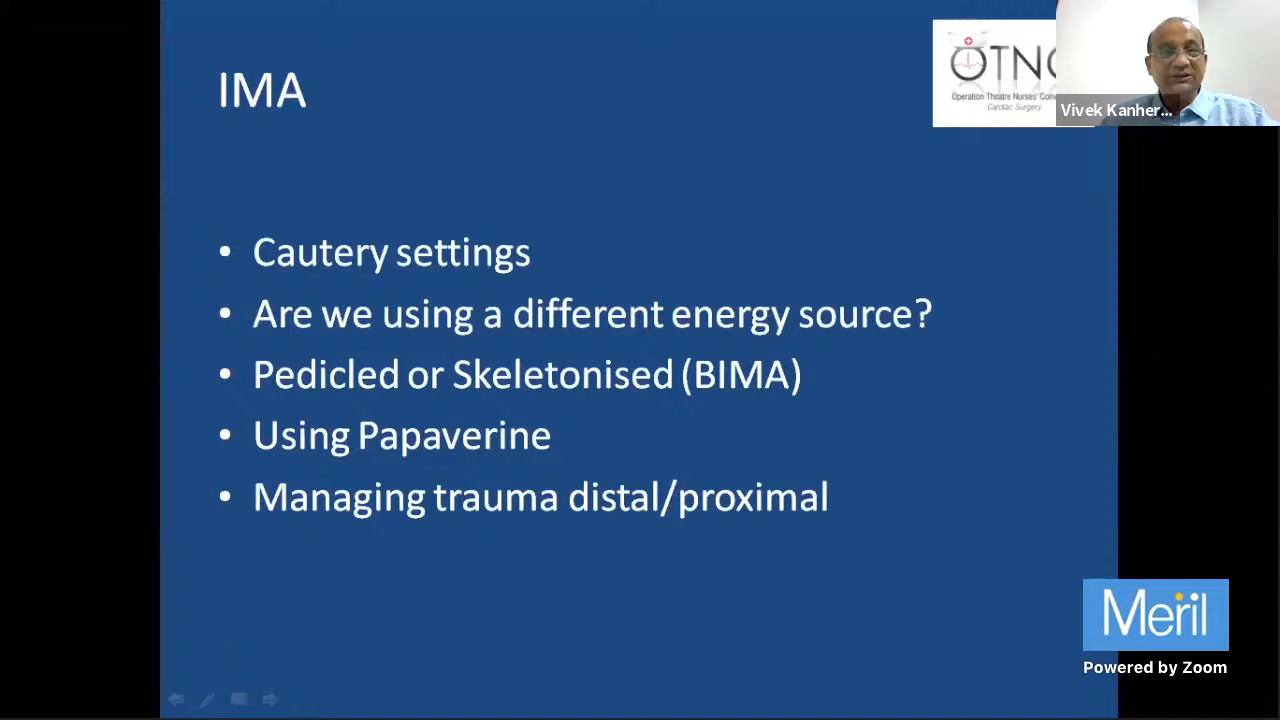 IMA
OTNC
Operation Theatre Nurses'
Cardiac Surgery
Vivek Kanher...
• Cautery settings
• Are we using a different energy source?
• Pedicled or Skeletonised (BIMA)
• Using Papaverine
• Managing trauma distal/proximal
Meril
Powered by Zoom